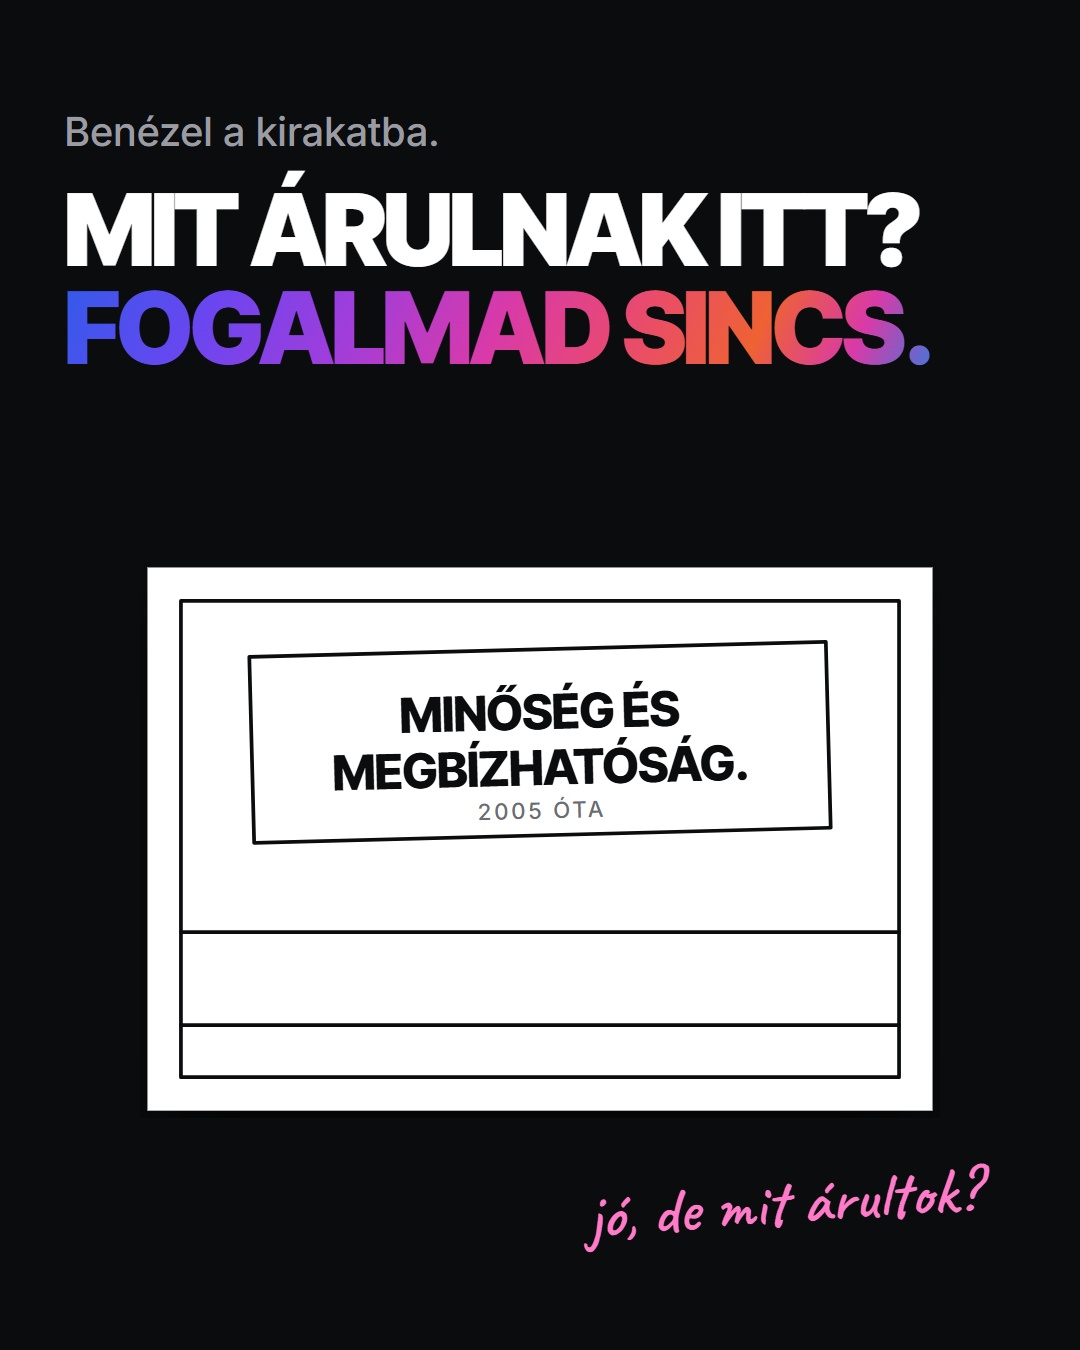 Benézel a kirakatba.
MIT ÁRULNAK ITT?
FOGALMAD SINCS.
MINŐSÉG ÉS
MEGBÍZHATÓSÁG.
2005 ÓTA
jó, de mit árultok?